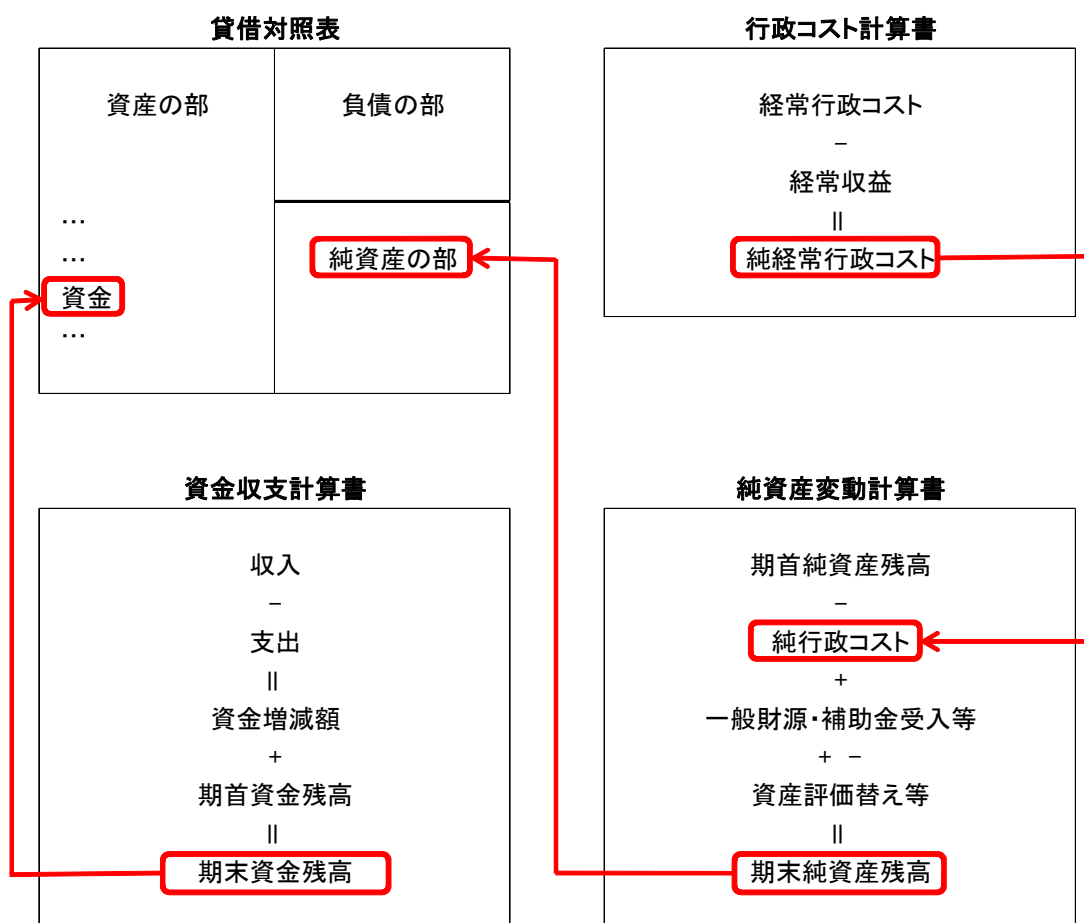 貸借対照表
資産の部
負債の部
…
…
資金
…
純資産の部
行政コスト計算書
経常行政コスト
−
経常収益
||
純経常行政コスト
資金収支計算書
収入
−
支出
||
資金増減額
+
期首資金残高
||
期末資金残高
純資産変動計算書
期首純資産残高
−
純行政コスト
+
一般財源・補助金受入等
+ −
資産評価替え等
||
期末純資産残高